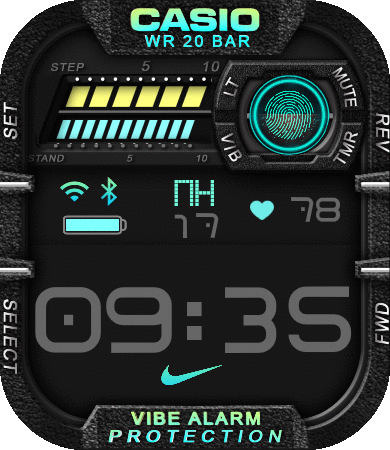 CASIO
WR 20 BAR
STEP 5 10
LT
MUTE
VIB
TMR
STAND 5 10
SET
REV
ПН
17
78
09:35
SELECT
FWD
VIBE ALARM
PROTECTION